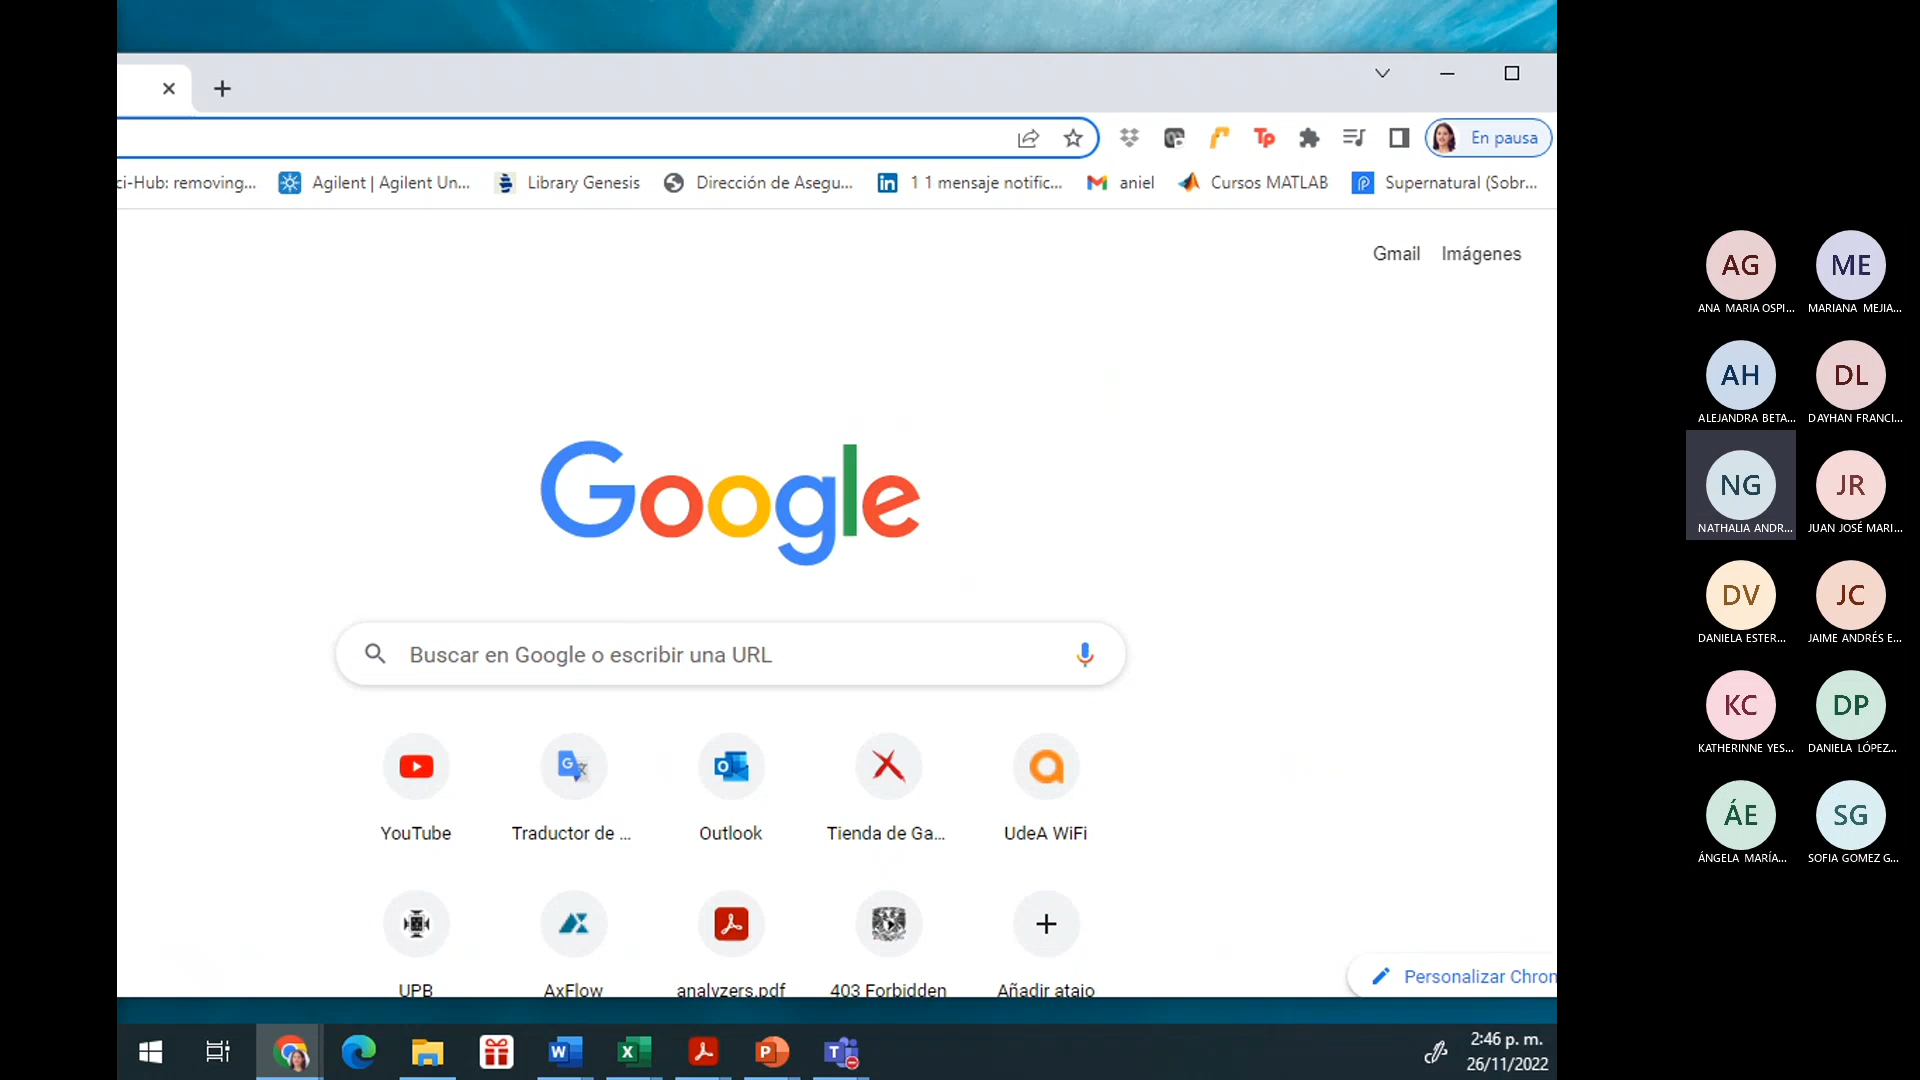 En pausa
ci-Hub: removing... Agilent | Agilent Un... Library Genesis Dirección de Asegu... 1 1 mensaje notific... aniel Cursos MATLAB Supernatural (Sobr...
Gmail Imágenes
Google
Buscar en Google o escribir una URL
YouTube Traductor de ... Outlook Tienda de Ga... UdeA WiFi
UPB AxFlow analyzers.pdf 403 Forbidden Añadir atajo
Personalizar Chron
2:46 p. m.
26/11/2022
AG ME
ANA MARIA OSPI... MARIANA MEJIA...
AH DL
ALEJANDRA BETA... DAYHAN FRANCI...
NG JR
NATHALIA ANDR... JUAN JOSÉ MARI...
DV JC
DANIELA ESTER... JAIME ANDRÉS E...
KC DP
KATHERINNE YES... DANIELA LÓPEZ...
ÁE SG
ÁNGELA MARÍA... SOFIA GOMEZ G...